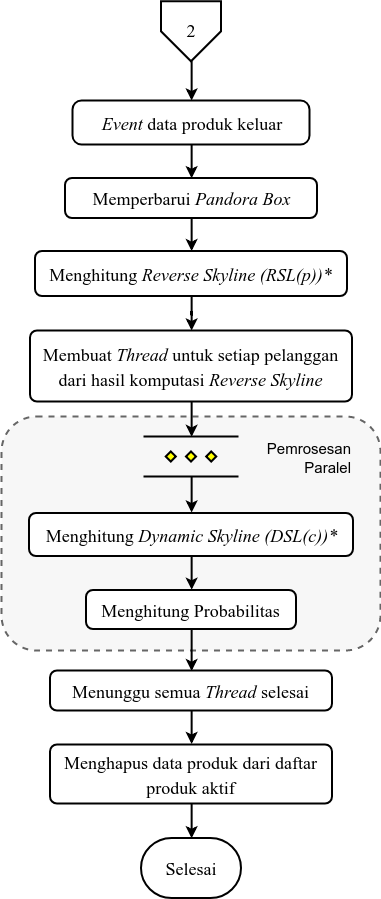 2
Event data produk keluar
Memperbarui Pandora Box
Menghitung Reverse Skyline (RSL(p))*
Membuat Thread untuk setiap pelanggan
dari hasil komputasi Reverse Skyline
Pemrosesan
Paralel
Menghitung Dynamic Skyline (DSL(c))*
Menghitung Probabilitas
Menunggu semua Thread selesai
Menghapus data produk dari daftar
produk aktif
Selesai